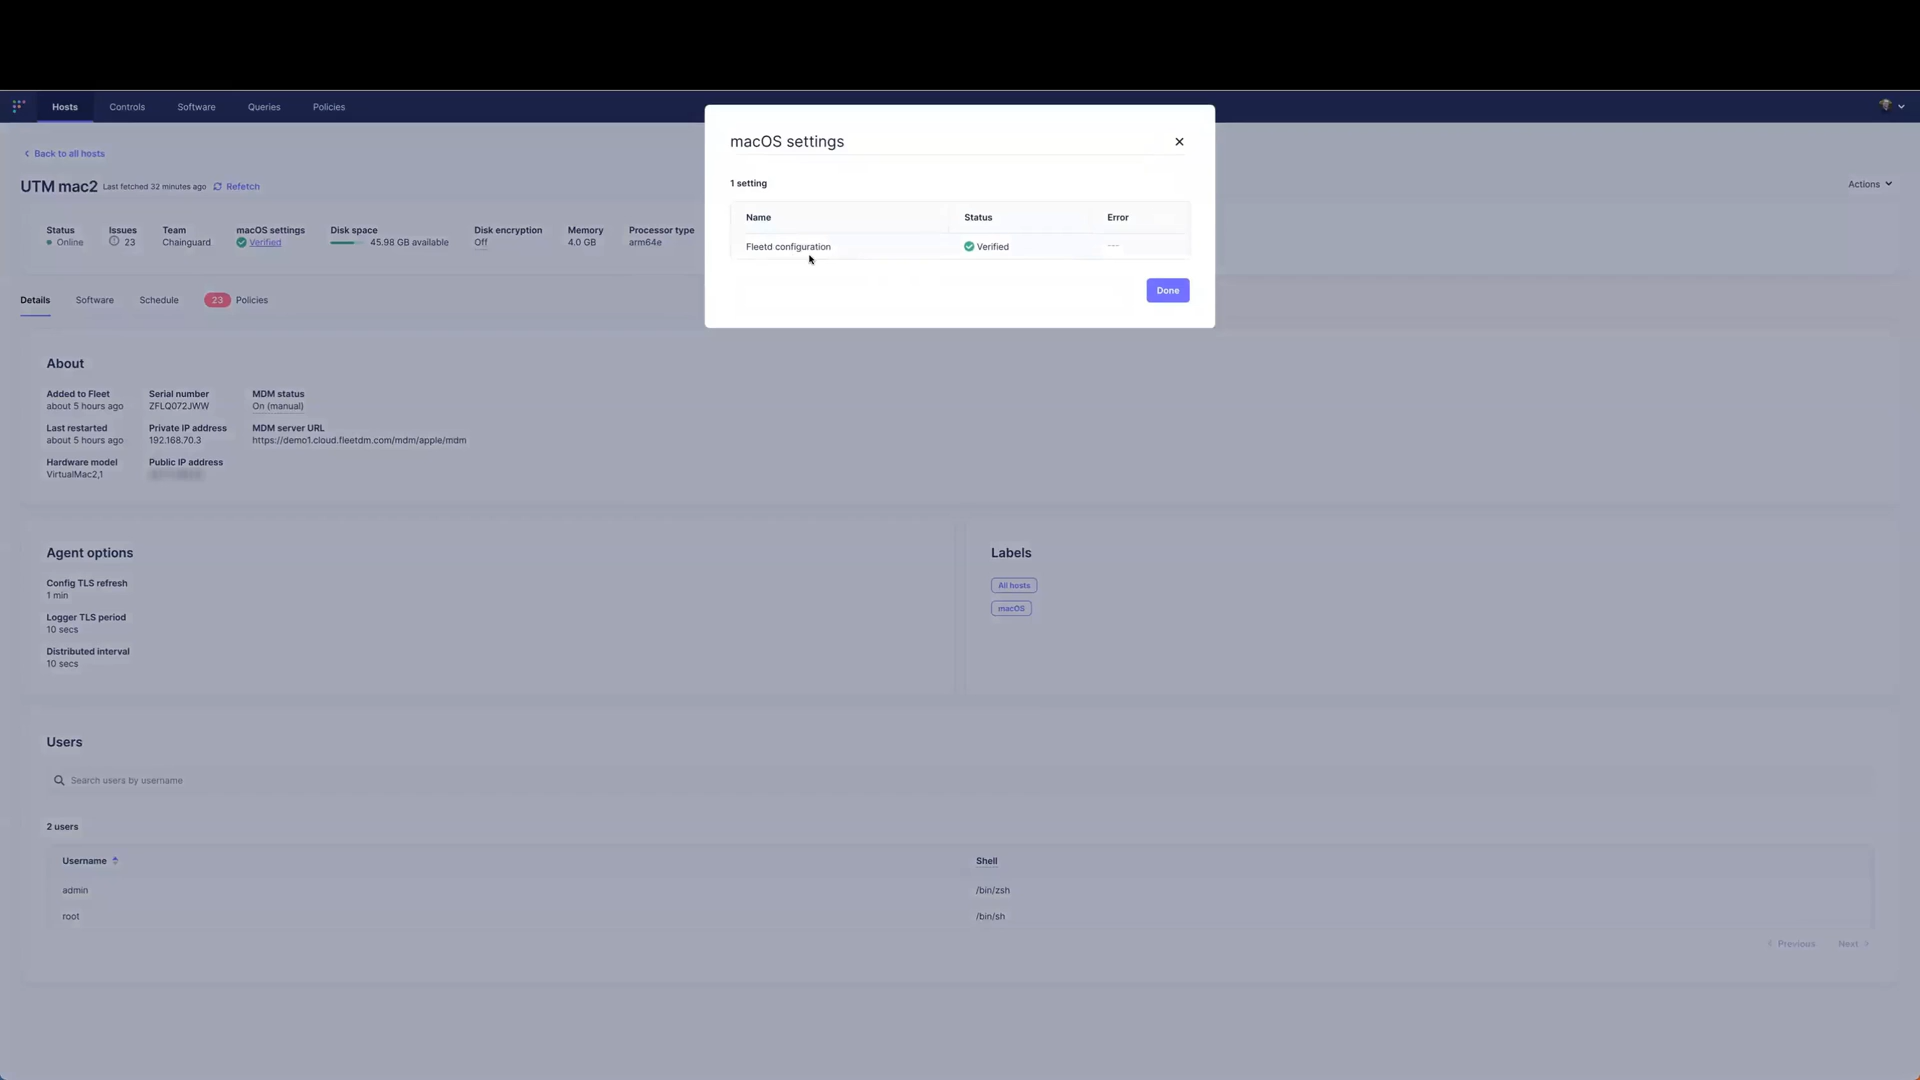 Hosts Controls Software Queries Policies
macOS settings
1 setting
Name Status Error
Fleetd configuration Verified ---
Done
Back to all hosts
UTM mac2 Last fetched 32 minutes ago Refetch
Actions
Status Issues Team macOS settings Disk space Disk encryption Memory Processor type
Online 23 Chainguard Verified 45.98 GB available Off 4.0 GB arm64e
Details Software Schedule 23 Policies
About
Added to Fleet Serial number MDM status
about 5 hours ago ZFLQ072JWW On (manual)
Last restarted Private IP address MDM server URL
about 5 hours ago 192.168.70.3 https://demo1.cloud.fleetdm.com/mdm/apple/mdm
Hardware model Public IP address
VirtualMac2,1
Agent options
Config TLS refresh
1 min
Logger TLS period
10 secs
Distributed interval
10 secs
Labels
All hosts
macOS
Users
Search users by username
2 users
Username Shell
admin /bin/zsh
root /bin/sh
Previous Next